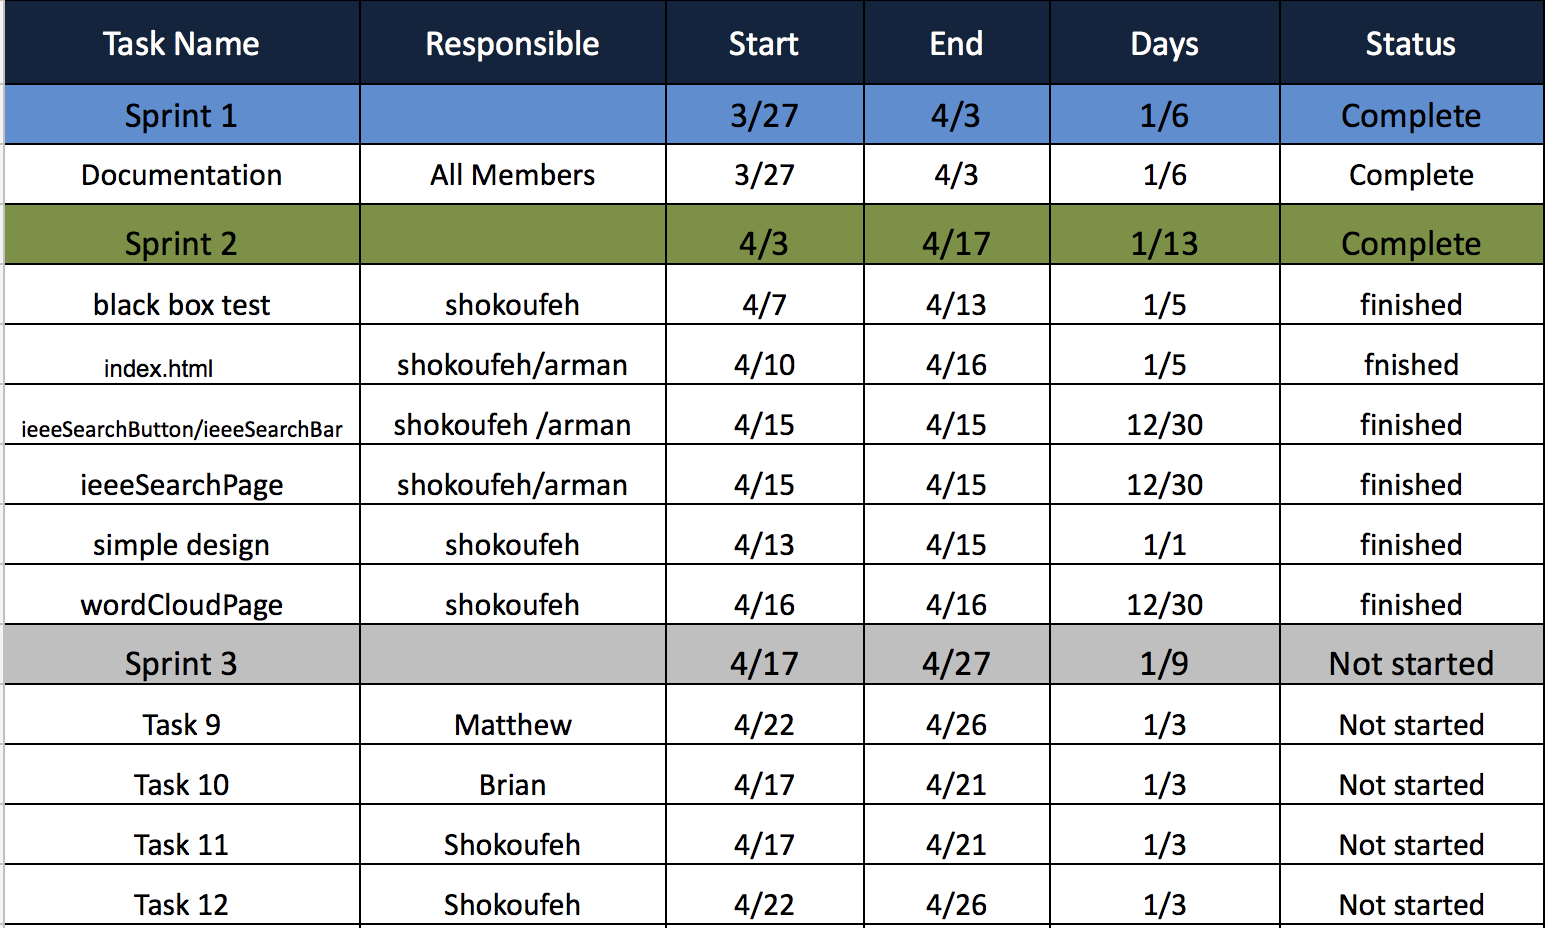 Task Name Responsible Start End Days Status
Sprint 1 3/27 4/3 1/6 Complete
Documentation All Members 3/27 4/3 1/6 Complete
Sprint 2 4/3 4/17 1/13 Complete
black box test shokoufeh 4/7 4/13 1/5 finished
index.html shokoufeh/arman 4/10 4/16 1/5 fnished
ieeeSearchButton/ieeeSearchBar shokoufeh /arman 4/15 4/15 12/30 finished
ieeeSearchPage shokoufeh/arman 4/15 4/15 12/30 finished
simple design shokoufeh 4/13 4/15 1/1 finished
wordCloudPage shokoufeh 4/16 4/16 12/30 finished
Sprint 3 4/17 4/27 1/9 Not started
Task 9 Matthew 4/22 4/26 1/3 Not started
Task 10 Brian 4/17 4/21 1/3 Not started
Task 11 Shokoufeh 4/17 4/21 1/3 Not started
Task 12 Shokoufeh 4/22 4/26 1/3 Not started